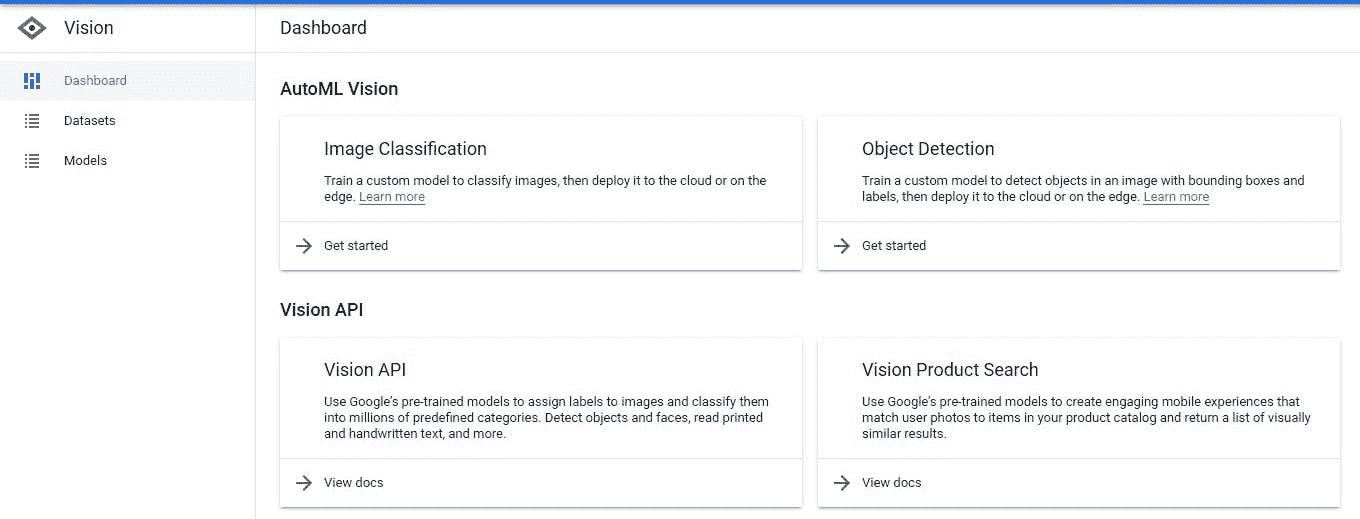 Vision
Dashboard
Dashboard
Datasets
Models
AutoML Vision
Image Classification
Train a custom model to classify images, then deploy it to the cloud or on the
edge. Learn more
Get started
Object Detection
Train a custom model to detect objects in an image with bounding boxes and
labels, then deploy it to the cloud or on the edge. Learn more
Get started
Vision API
Vision API
Use Google's pre-trained models to assign labels to images and classify them
into millions of predefined categories. Detect objects and faces, read printed
and handwritten text, and more.
View docs
Vision Product Search
Use Google's pre-trained models to create engaging mobile experiences that
match user photos to items in your product catalog and return a list of visually
similar results.
View docs